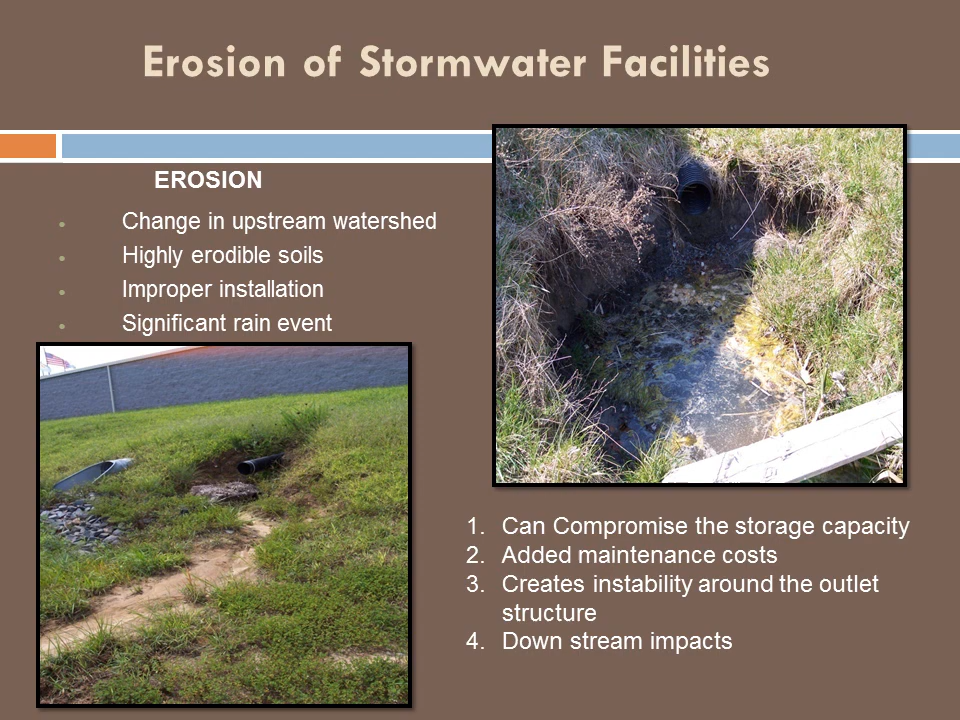 Erosion of Stormwater Facilities
EROSION
• Change in upstream watershed
• Highly erodible soils
• Improper installation
• Significant rain event
1. Can Compromise the storage capacity
2. Added maintenance costs
3. Creates instability around the outlet
structure
4. Down stream impacts